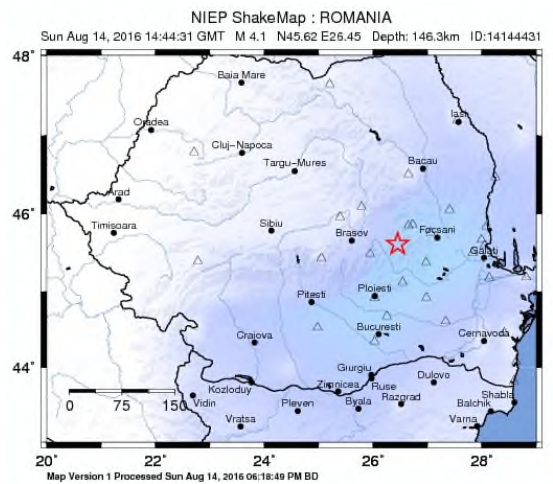 NIEP ShakeMap : ROMANIA
Sun Aug 14, 2016 14:44:31 GMT M 4.1 N45.62 E26.45 Depth: 146.3km ID:14144431
48°
Baia Mare
Oradea
Iasi
Cluj-Napoca
Targu-Mures
Bacau
Arad
46°
Timisoara
Sibiu
Brasov
Focsani
Galati
Pitesti
Ploiesti
Craiova
Bucuresti
Cernavoda
44°
Giurgiu
Kozloduy
Zimnicea
Ruse
Dulovo
0 75 150
Vidin
Pleven
Byala
Razgrad
Balchik
Shabla
Vratsa
Varna
20° 22° 24° 26° 28°
Map Version 1 Processed Sun Aug 14, 2016 06:18:49 PM BD